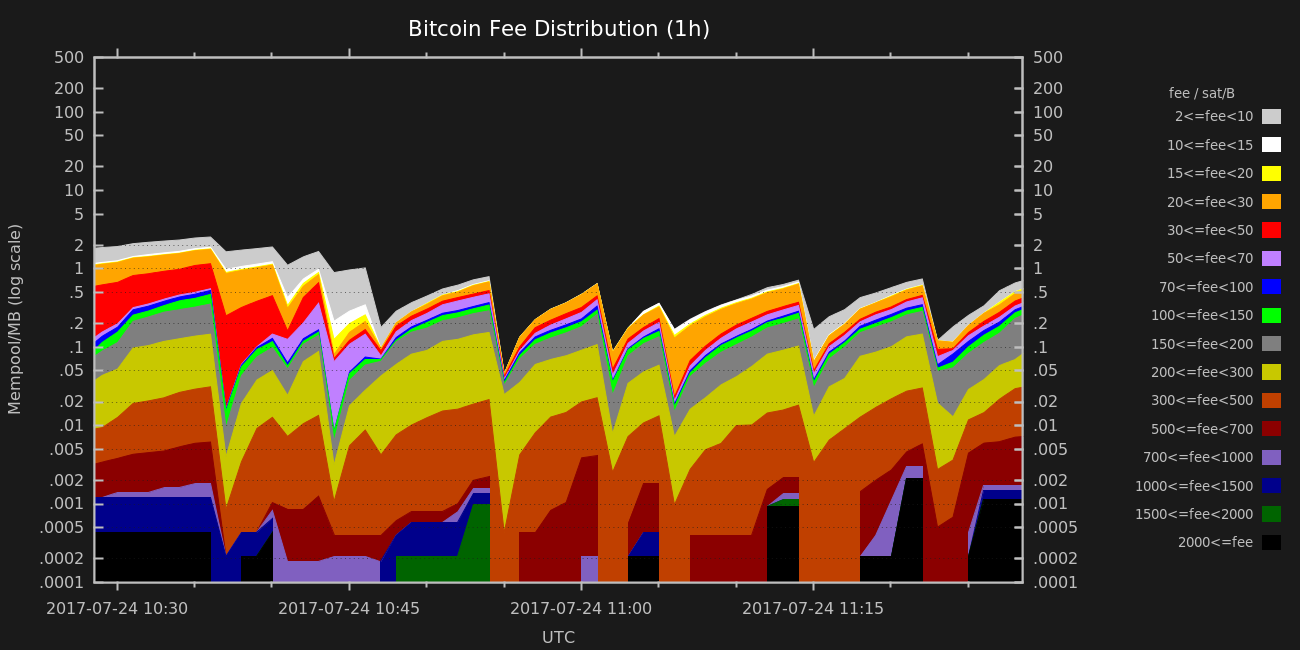 Bitcoin Fee Distribution (1h)
Mempool/MB (log scale)
500
200
100
50
20
10
5
2
1
.5
.2
.1
.05
.02
.01
.005
.002
.001
.0005
.0002
.0001
500
200
100
50
20
10
5
2
1
.5
.2
.1
.05
.02
.01
.005
.002
.001
.0005
.0002
.0001
2017-07-24 10:30
2017-07-24 10:45
2017-07-24 11:00
2017-07-24 11:15
UTC
fee / sat/B
2<=fee<10
10<=fee<15
15<=fee<20
20<=fee<30
30<=fee<50
50<=fee<70
70<=fee<100
100<=fee<150
150<=fee<200
200<=fee<300
300<=fee<500
500<=fee<700
700<=fee<1000
1000<=fee<1500
1500<=fee<2000
2000<=fee